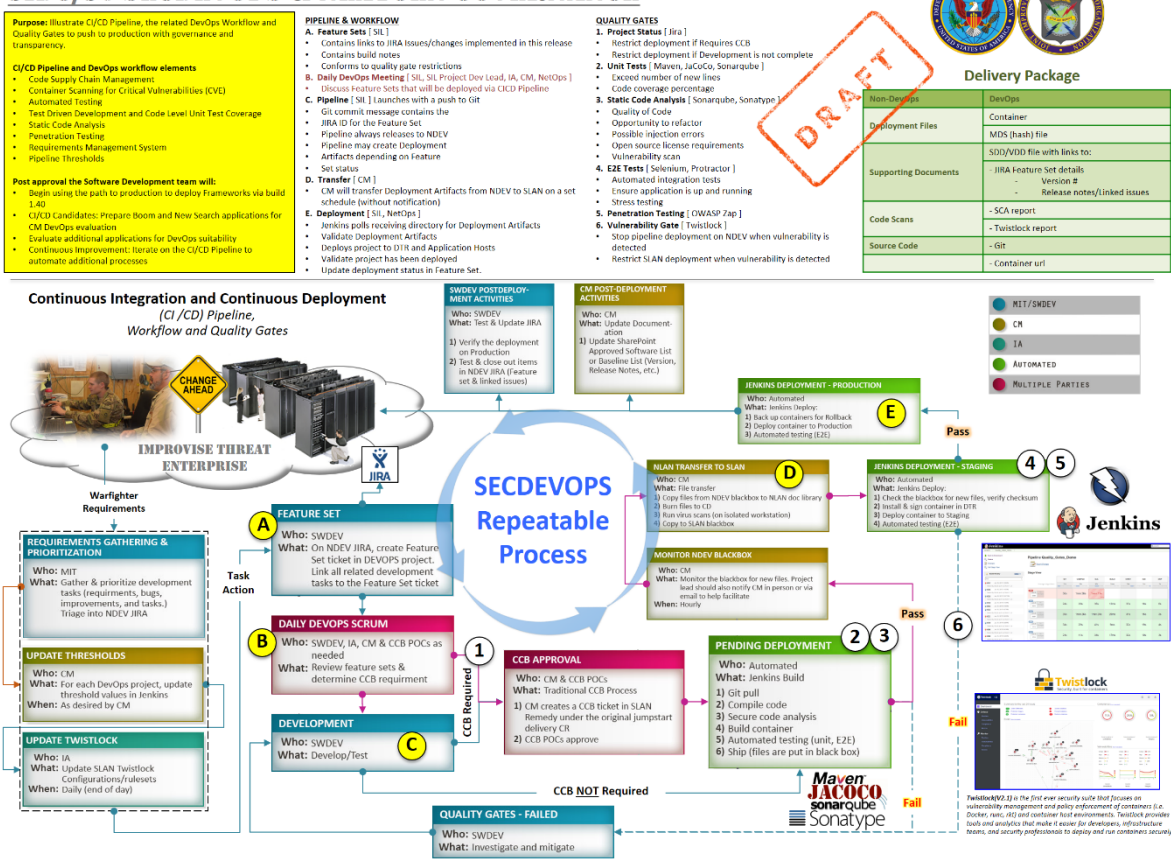 Purpose: Illustrate CI/CD Pipeline, the related DevOps Workflow and
Quality Gates to push to production with governance and
transparency.
CI/CD Pipeline and DevOps workflow elements
• Code Supply Chain Management
• Container Scanning for Critical Vulnerabilities (CVE)
• Automated Testing
• Test Driven Development and Code Level Unit Test Coverage
• Static Code Analysis
• Penetration Testing
• Requirements Management System
• Pipeline Thresholds
Post approval the Software Development team will:
• Begin using the path to production to deploy Frameworks via build
1.40
• CI/CD Candidates: Prepare Boom and New Search applications for
CM DevOps evaluation
• Evaluate additional applications for DevOps suitability
• Continuous Improvement: Iterate on the CI/CD Pipeline to
automate additional processes
PIPELINE & WORKFLOW
A. Feature Sets [ SIL ]
• Contains links to JIRA Issues/changes implemented in this release
• Contains build notes
• Conforms to quality gate restrictions
B. Daily DevOps Meeting [ SIL, SIL Project Dev Lead, IA, CM, NetOps ]
• Discuss Feature Sets that will be deployed via CICD Pipeline
C. Pipeline [ SIL ] Launches with a push to Git
• Git commit message contains the
• JIRA ID for the Feature Set
• Pipeline always releases to NDEV
• Pipeline may create Deployment
• Artifacts depending on Feature
• Set status
D. Transfer [ CM ]
• CM will transfer Deployment Artifacts from NDEV to SLAN on a set
schedule (without notification)
E. Deployment [ SIL, NetOps ]
• Jenkins polls receiving directory for Deployment Artifacts
• Validate Deployment Artifacts
• Deploys project to DTR and Application Hosts
• Validate project has been deployed
• Update deployment status in Feature Set.
QUALITY GATES
1. Project Status [ Jira ]
• Restrict deployment if Requires CCB
• Restrict deployment if Development is not complete
2. Unit Tests [ Maven, JaCoCo, Sonarqube ]
• Exceed number of new lines
• Code coverage percentage
3. Static Code Analysis [ Sonarqube, Sonatype ]
• Quality of Code
• Opportunity to refactor
• Possible injection errors
• Open source license requirements
• Vulnerability scan
4. E2E Tests [ Selenium, Protractor ]
• Automated integration tests
• Ensure application is up and running
• Stress testing
5. Penetration Testing [ OWASP Zap ]
6. Vulnerability Gate [ Twistlock ]
• Stop pipeline deployment on NDEV when vulnerability is
detected
• Restrict SLAN deployment when vulnerability is detected
DRAFT
Delivery Package
Non-DevOps DevOps
Deployment Files Container
MDS (hash) file
Supporting Documents SDD/VDD file with links to:
- JIRA Feature Set details
- Version #
- Release notes/Linked issues
Code Scans - SCA report
- Twistlock report
Source Code - Git
- Container url
Continuous Integration and Continuous Deployment
(CI /CD) Pipeline,
Workflow and Quality Gates
CHANGE
AHEAD
IMPROVISE THREAT
ENTERPRISE
JIRA
SWDEV POSTDEPLOY-
MENT ACTIVITIES
Who: SWDEV
What: Test & Update JIRA
1) Verify the deployment
on Production
2) Test & close out items
in NDEV JIRA (Feature
set & linked issues)
CM POST-DEPLOYMENT
ACTIVITIES
Who: CM
What: Update Document-
ation
1) Update SharePoint
Approved Software List
or Baseline List (Version,
Release Notes, etc.)
MIT/SWDEV
CM
IA
AUTOMATED
MULTIPLE PARTIES
JENKINS DEPLOYMENT - PRODUCTION
Who: Automated
What: Jenkins Deploy:
1) Back up containers for Rollback
2) Deploy container to Production
3) Automated testing (E2E)
E
Pass
SECDEVOPS
Repeatable
Process
NLAN TRANSFER TO SLAN
Who: CM
What: File transfer
1) Copy files from NDEV blackbox to NLAN doc library
2) Burn files to CD
3) Run virus scans (on isolated workstation)
4) Copy to SLAN blackbox
D
JENKINS DEPLOYMENT - STAGING
Who: Automated
What: Jenkins Deploy:
1) Check the blackbox for new files, verify checksum
2) Install & sign container in DTR
3) Deploy container to Staging
4) Automated testing (E2E)
4
5
Jenkins
Warfighter
Requirements
REQUIREMENTS GATHERING &
PRIORITIZATION
Who: MIT
What: Gather & prioritize development
tasks (requirments, bugs,
improvements, and tasks.)
Triage into NDEV JIRA
UPDATE THRESHOLDS
Who: CM
What: For each DevOps project, update
threshold values in Jenkins
When: As desired by CM
UPDATE TWISTLOCK
Who: IA
What: Update SLAN Twistlock
Configurations/rulesets
When: Daily (end of day)
Task
Action
A
FEATURE SET
Who: SWDEV
What: On NDEV JIRA, create Feature
Set ticket in DEVOPS project.
Link all related development
tasks to the Feature Set ticket
B
DAILY DEVOPS SCRUM
Who: SWDEV, IA, CM & CCB POCs as
needed
What: Review feature sets &
determine CCB requirment
1
CCB Required
DEVELOPMENT
Who: SWDEV
What: Develop/Test
C
CCB APPROVAL
Who: CM & CCB POCs
What: Traditional CCB Process
1) CM creates a CCB ticket in SLAN
Remedy under the original jumpstart
delivery CR
2) CCB POCs approve
MONITOR NDEV BLACKBOX
Who: CM
What: Monitor the blackbox for new files. Project
lead should also notify CM in person or via
email to help facilitate
When: Hourly
Pass
PENDING DEPLOYMENT
Who: Automated
What: Jenkins Build
1) Git pull
2) Compile code
3) Secure code analysis
4) Build container
5) Automated testing (unit, E2E)
6) Ship (files are put in black box)
2
3
6
Fail
CCB NOT Required
Maven
JACOCO
sonarqube
Sonatype
Fail
QUALITY GATES - FAILED
Who: SWDEV
What: Investigate and mitigate
Twistlock
Twistlock(V2.1) is the first ever security suite that focuses on
vulnerability management and policy enforcement of containers (i.e.
Docker, runc, rkt) and container host environments. Twistlock provides
tools and analytics that make it easier for developers, infrastructure
teams, and security professionals to deploy and run containers securely